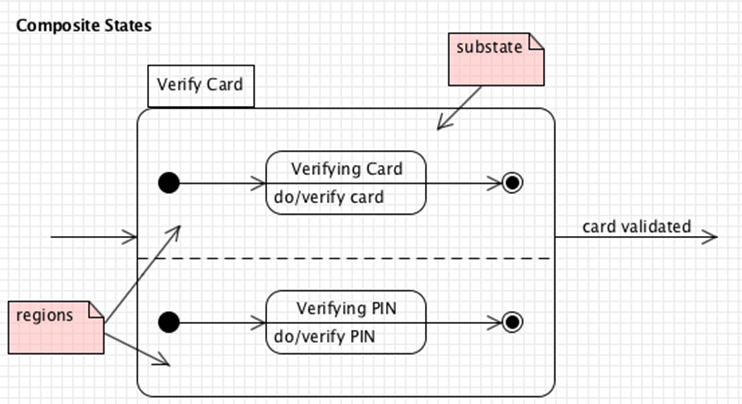 Composite States
substate
Verify Card
Verifying Card
do/verify card
card validated
regions
Verifying PIN
do/verify PIN